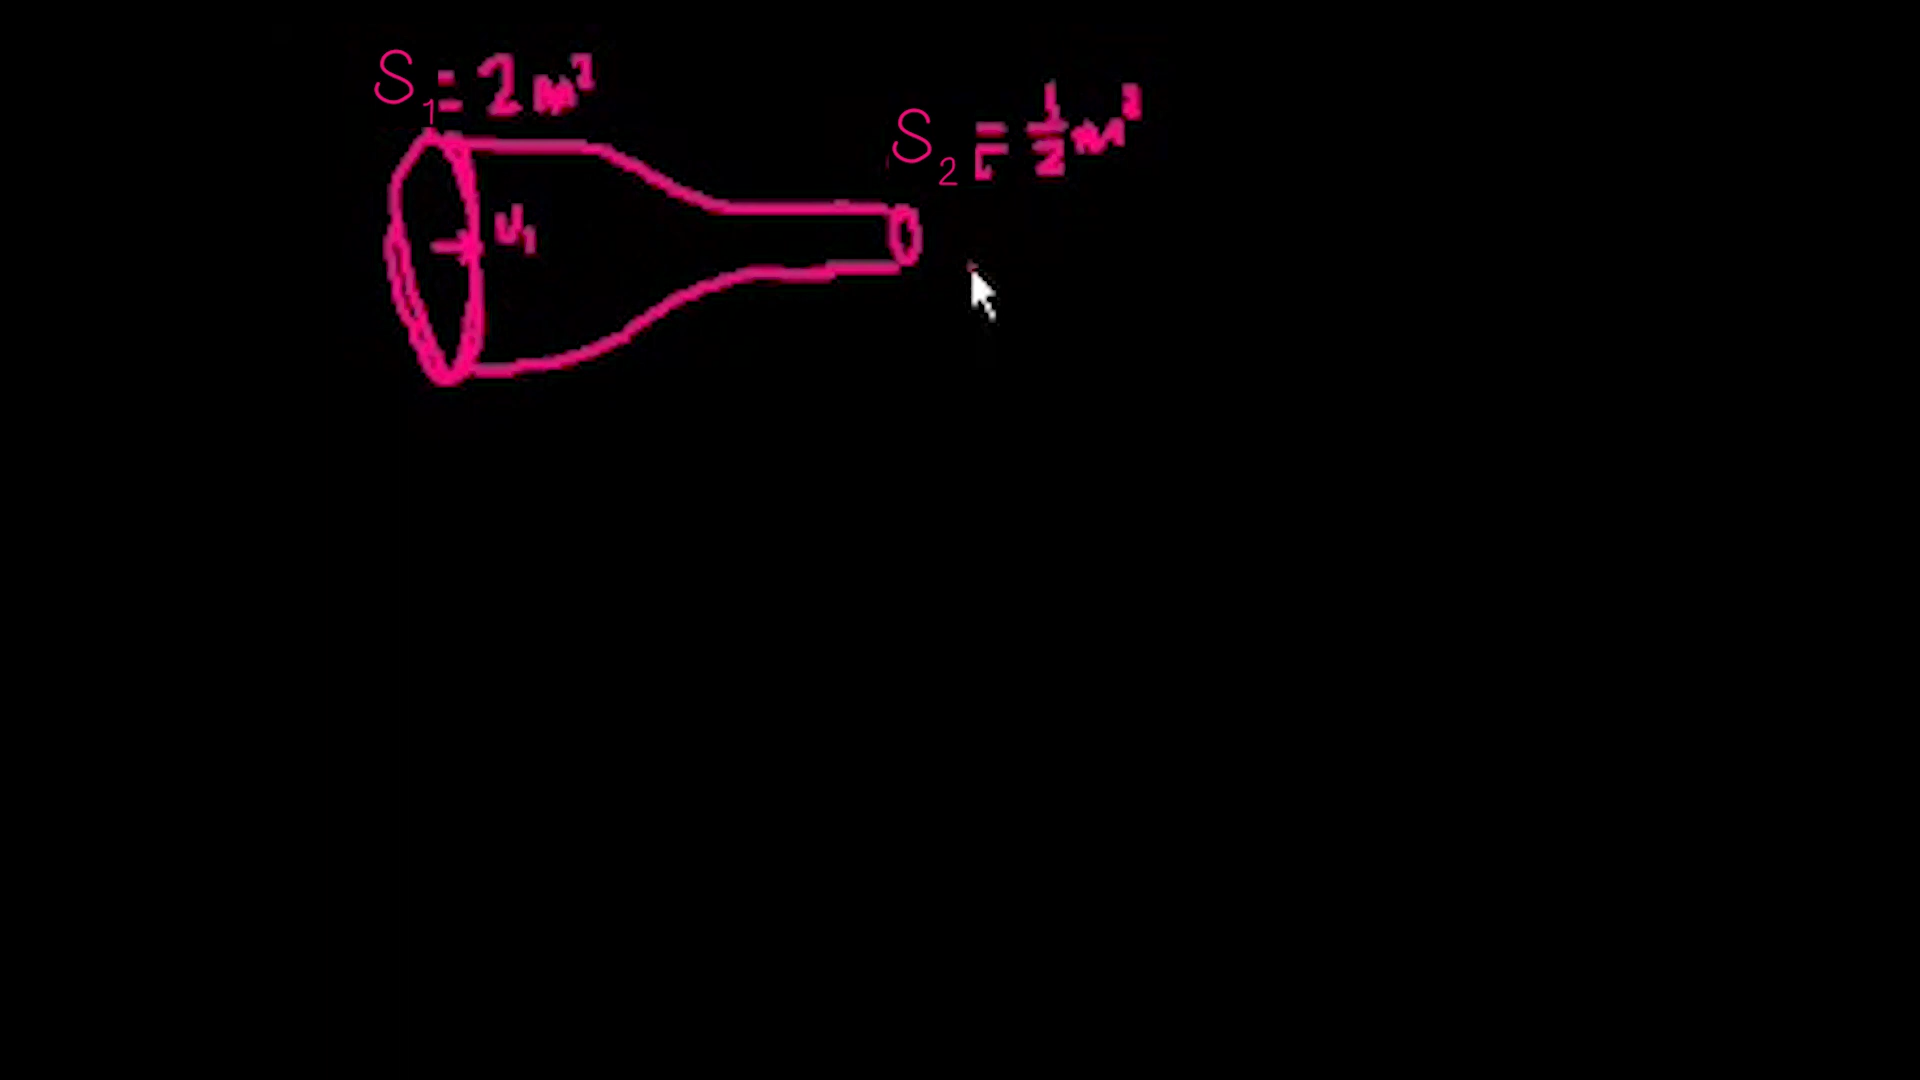 S₁ = 2 m²
S₂ = ½ m²
v₁